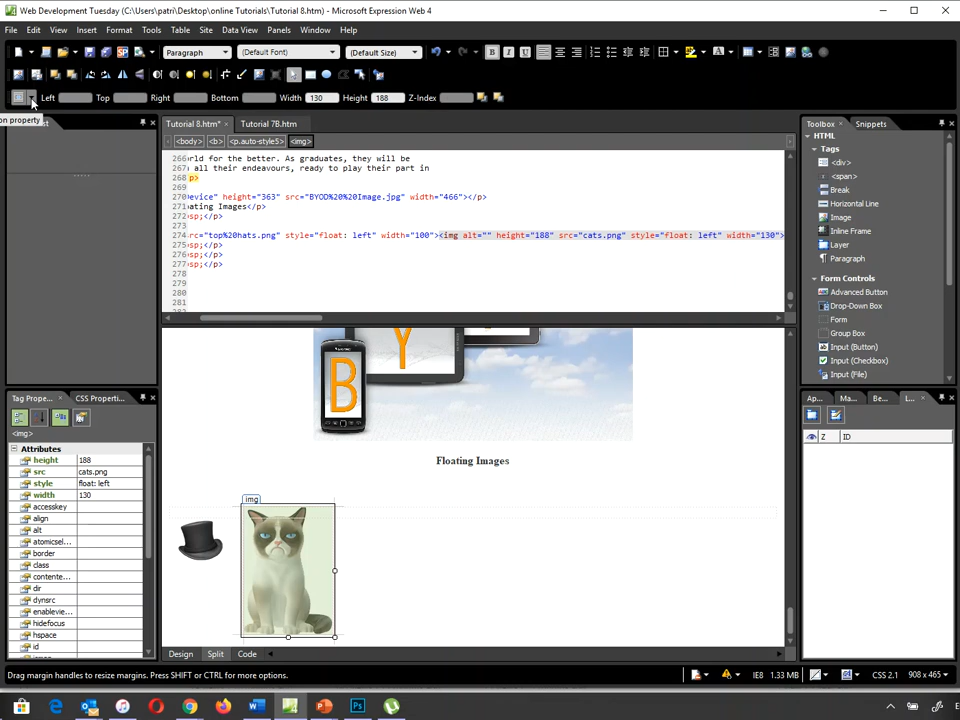 Web Development Tuesday (C:\Users\patri\Desktop\online Tutorials\Tutorial 8.htm) - Microsoft Expression Web 4
File Edit View Insert Format Tools Table Site Data View Panels Window Help
Paragraph (Default Font) (Default Size) B I U A
Left Top Right Bottom Width 130 Height 188 Z-Index
on property
Tutorial 8.htm* × Tutorial 7B.htm
<body> <b> <p.auto-style5> <img>
266 rld for the better. As graduates, they will be
267 all their endeavours, ready to play their part in
268 p>
269
270 evice" height="363" src="BYOD%20%20Image.jpg" width="466"></p>
271 ating Images</p>
272 sp;</p>
273
274 rc="top%20hats.png" style="float: left" width="100"><img alt="" height="188" src="cats.png" style="float: left" width="130">
275 sp;</p>
276 sp;</p>
277 sp;</p>
278
279
280
281
B Y
Floating Images
img
Design Split Code
Tag Prope... × CSS Properti...
<img>
Attributes
height 188
src cats.png
style float: left
width 130
accesskey
align
alt
atomicsel...
border
class
contente...
dir
dynsrc
enableview...
hidefocus
hspace
id
Toolbox × Snippets
HTML
Tags
<div>
<span>
Break
Horizontal Line
Image
Inline Frame
Layer
Paragraph
Form Controls
Advanced Button
Drop-Down Box
Form
Group Box
Input (Button)
Input (Checkbox)
Input (File)
Ap... Ma... Be... L... ×
Z ID
Drag margin handles to resize margins. Press SHIFT or CTRL for more options. IE8 1.33 MB CSS 2.1 908 x 465